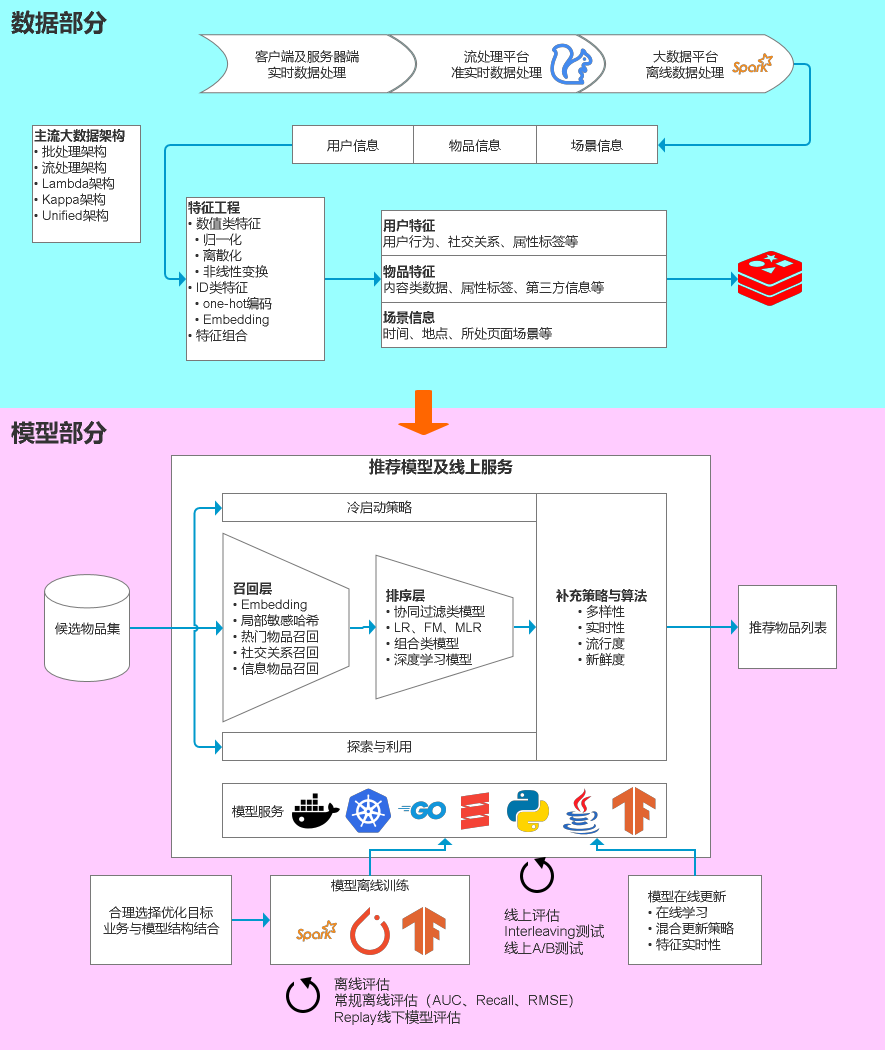 数据部分
客户端及服务器端
实时数据处理
流处理平台
准实时数据处理
大数据平台
离线数据处理
Spark
主流大数据架构
• 批处理架构
• 流处理架构
• Lambda架构
• Kappa架构
• Unified架构
用户信息
物品信息
场景信息
特征工程
• 数值类特征
• 归一化
• 离散化
• 非线性变换
• ID类特征
• one-hot编码
• Embedding
• 特征组合
用户特征
用户行为、社交关系、属性标签等
物品特征
内容类数据、属性标签、第三方信息等
场景信息
时间、地点、所处页面场景等
模型部分
推荐模型及线上服务
冷启动策略
候选物品集
召回层
• Embedding
• 局部敏感哈希
• 热门物品召回
• 社交关系召回
• 信息物品召回
排序层
• 协同过滤类模型
• LR、FM、MLR
• 组合类模型
• 深度学习模型
补充策略与算法
• 多样性
• 实时性
• 流行度
• 新鲜度
推荐物品列表
探索与利用
模型服务
GO
合理选择优化目标
业务与模型结构结合
模型离线训练
Spark
线上评估
Interleaving测试
线上A/B测试
模型在线更新
• 在线学习
• 混合更新策略
• 特征实时性
离线评估
常规离线评估（AUC、Recall、RMSE）
Replay线下模型评估